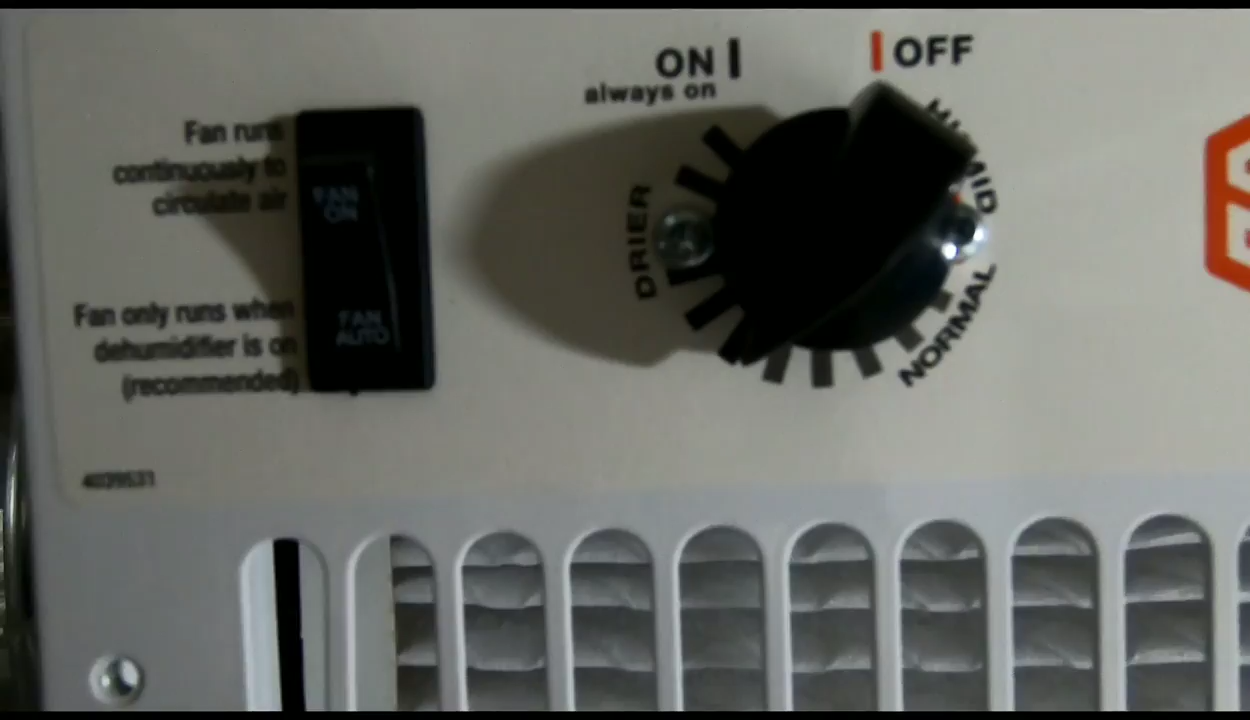 ON
always on
OFF
Fan runs
continuously to
circulate air
FAN
ON
HUMID
DRIER
NORMAL
Fan only runs when
dehumidifier is on
(recommended)
FAN
AUTO
4039531